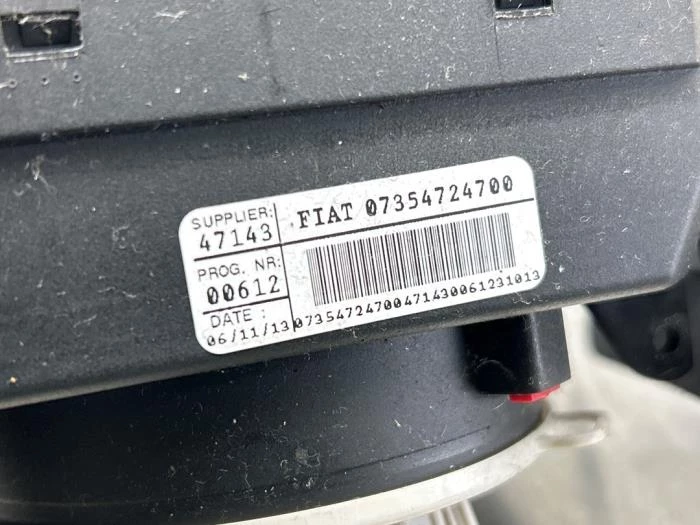 SUPPLIER:
47143
FIAT 07354724700
PROG. NR:
00612
DATE :
06/11/13
07354724700471430061231013